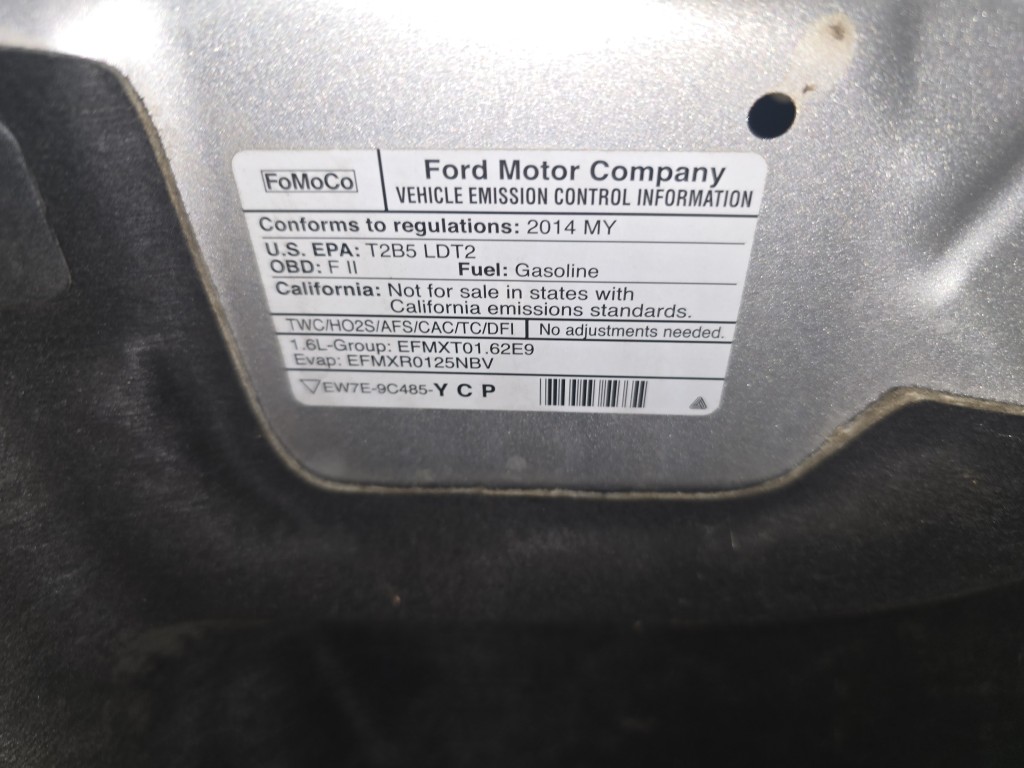 FoMoCo
Ford Motor Company
VEHICLE EMISSION CONTROL INFORMATION
Conforms to regulations: 2014 MY
U.S. EPA: T2B5 LDT2
OBD: F II Fuel: Gasoline
California: Not for sale in states with
California emissions standards.
TWC/HO2S/AFS/CAC/TC/DFI No adjustments needed.
1.6L-Group: EFMXT01.62E9
Evap: EFMXR0125NBV
EW7E-9C485-Y C P